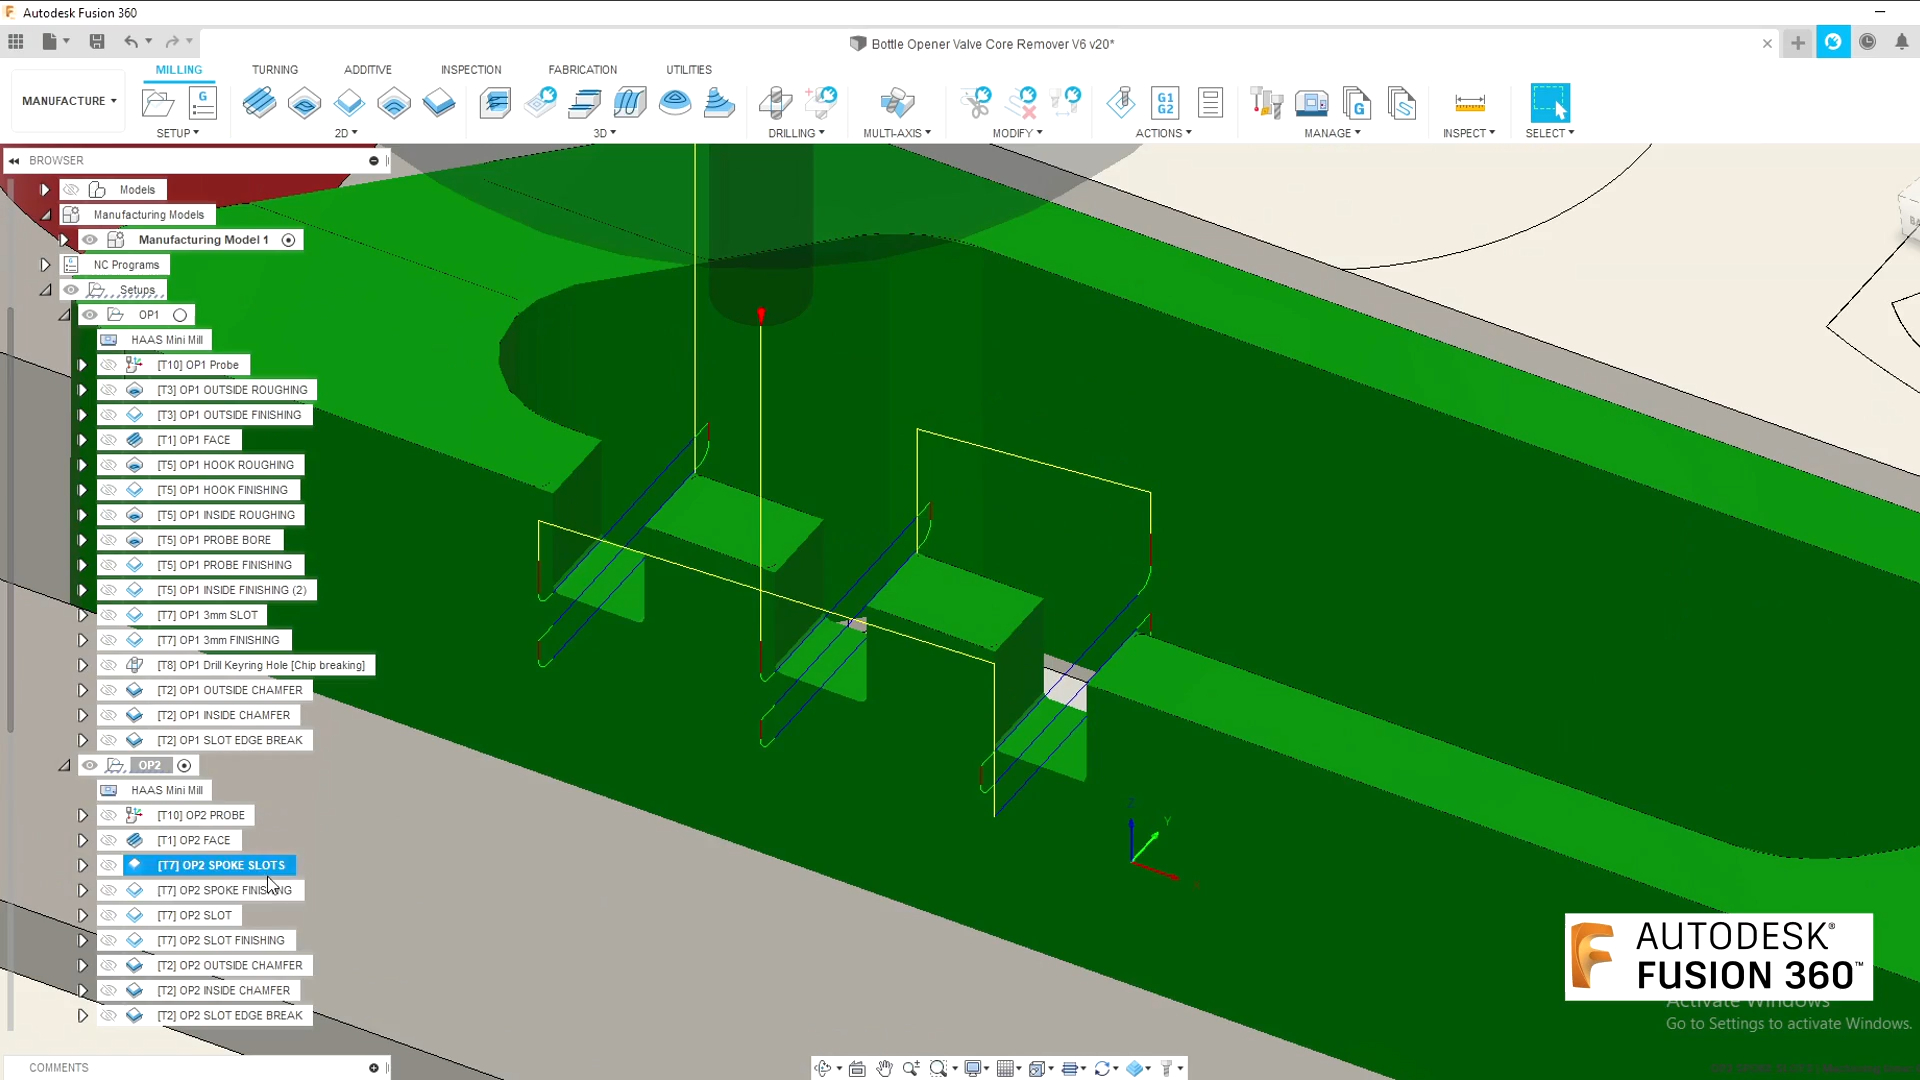 Autodesk Fusion 360
Bottle Opener Valve Core Remover V6 v20*
MILLING TURNING ADDITIVE INSPECTION FABRICATION UTILITIES
MANUFACTURE
G
G1
G2
G
SETUP 2D 3D DRILLING MULTI-AXIS MODIFY ACTIONS MANAGE INSPECT SELECT
BROWSER
Models
Manufacturing Models
Manufacturing Model 1
NC Programs
Setups
OP1
HAAS Mini Mill
[T10] OP1 Probe
[T3] OP1 OUTSIDE ROUGHING
[T3] OP1 OUTSIDE FINISHING
[T1] OP1 FACE
[T5] OP1 HOOK ROUGHING
[T5] OP1 HOOK FINISHING
[T5] OP1 INSIDE ROUGHING
[T5] OP1 PROBE BORE
[T5] OP1 PROBE FINISHING
[T5] OP1 INSIDE FINISHING (2)
[T7] OP1 3mm SLOT
[T7] OP1 3mm FINISHING
[T8] OP1 Drill Keyring Hole [Chip breaking]
[T2] OP1 OUTSIDE CHAMFER
[T2] OP1 INSIDE CHAMFER
[T2] OP1 SLOT EDGE BREAK
OP2
HAAS Mini Mill
[T10] OP2 PROBE
[T1] OP2 FACE
[T7] OP2 SPOKE SLOTS
[T7] OP2 SPOKE FINISHING
[T7] OP2 SLOT
[T7] OP2 SLOT FINISHING
[T2] OP2 OUTSIDE CHAMFER
[T2] OP2 INSIDE CHAMFER
[T2] OP2 SLOT EDGE BREAK
Z
Y
X
AUTODESK®
FUSION 360™
Activate Windows
Go to Settings to activate Windows.
COMMENTS